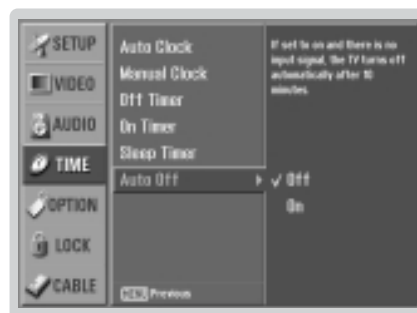 SETUP
VIDEO
AUDIO
TIME
OPTION
LOCK
CABLE
Auto Clock
Manual Clock
Off Timer
On Timer
Sleep Timer
Auto Off
MENU Previous
If set to on and there is no
input signal, the TV turns off
automatically after 10
minutes.
✓ Off
On